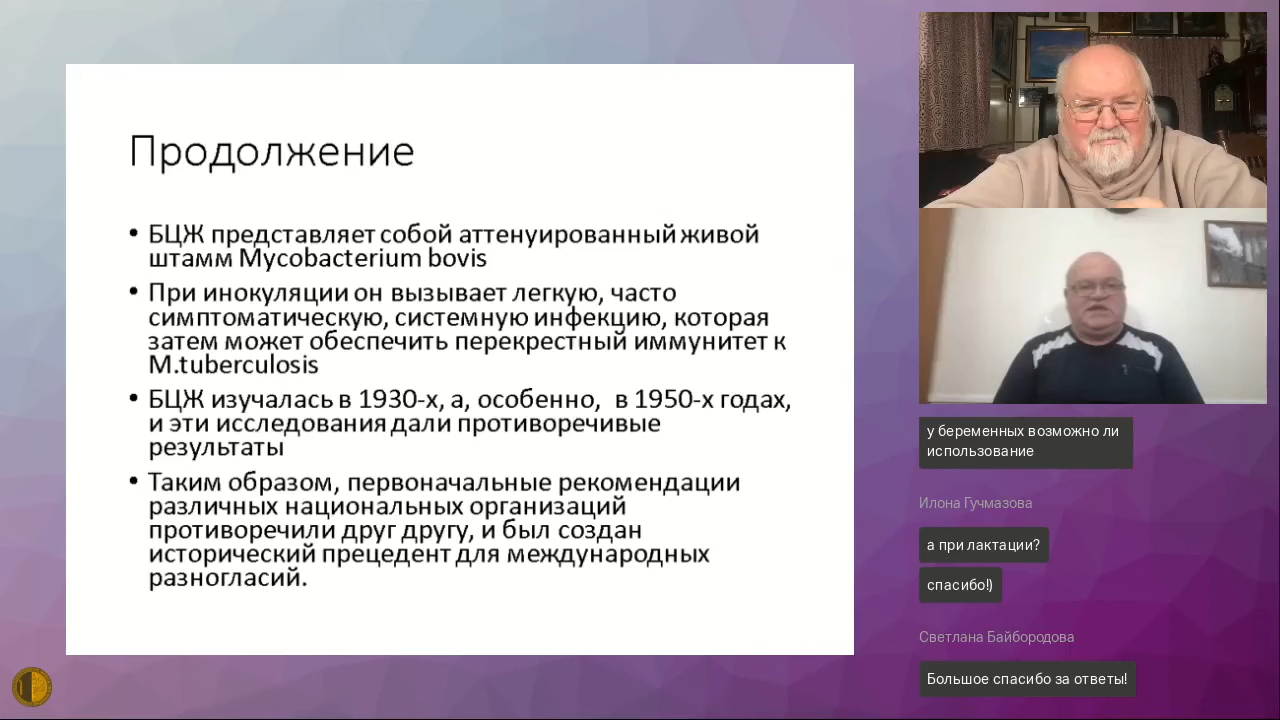 Продолжение
• БЦЖ представляет собой аттенуированный живой
штамм Mycobacterium bovis
• При инокуляции он вызывает легкую, часто
симптоматическую, системную инфекцию, которая
затем может обеспечить перекрестный иммунитет к
M.tuberculosis
• БЦЖ изучалась в 1930-х, а, особенно, в 1950-х годах,
и эти исследования дали противоречивые
результаты
• Таким образом, первоначальные рекомендации
различных национальных организаций
противоречили друг другу, и был создан
исторический прецедент для международных
разногласий.
у беременных возможно ли
использование
Илона Гучмазова
а при лактации?
спасибо!)
Светлана Байбородова
Большое спасибо за ответы!